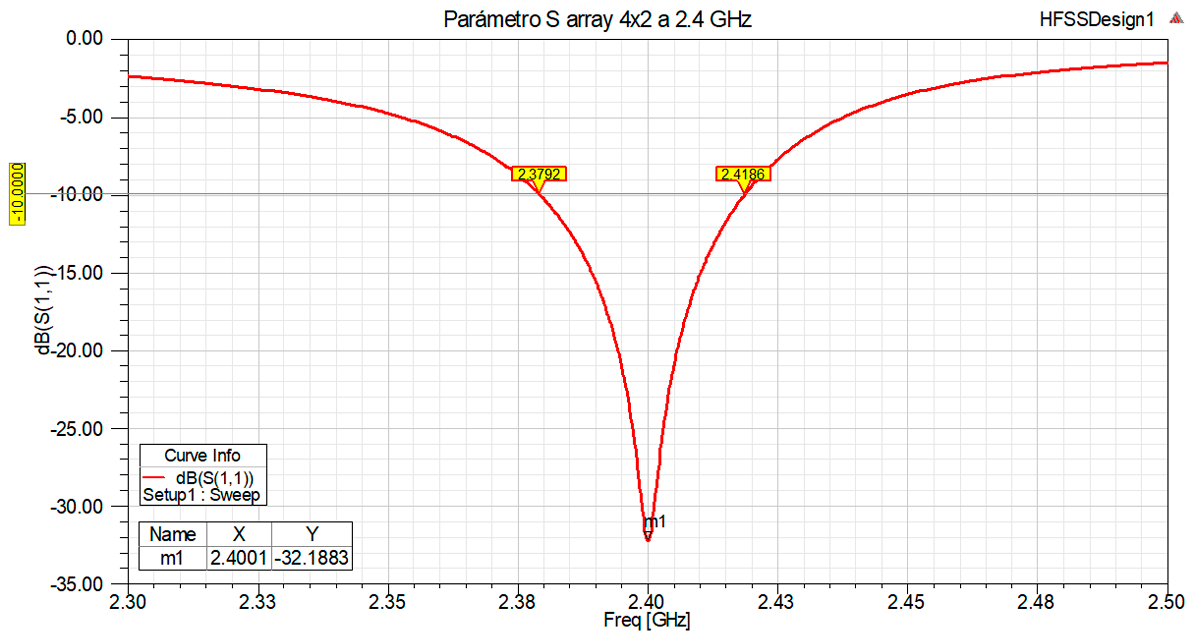 Parámetro S array 4x2 a 2.4 GHz
HFSSDesign1
0.00
-5.00
-10.00
-15.00
-20.00
-25.00
-30.00
-35.00
-10.0000
dB(S(1,1))
2.3792
2.4186
m1
Curve Info
dB(S(1,1))
Setup1 : Sweep
Name X Y
m1 2.4001 -32.1883
2.30 2.33 2.35 2.38 2.40 2.43 2.45 2.48 2.50
Freq [GHz]